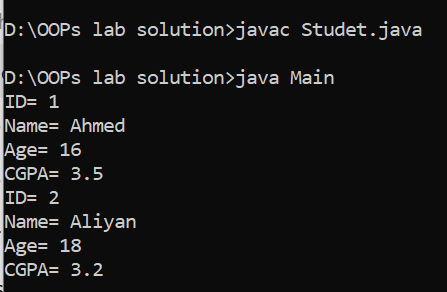 D:\OOPs lab solution>javac Studet.java
D:\OOPs lab solution>java Main
ID= 1
Name= Ahmed
Age= 16
CGPA= 3.5
ID= 2
Name= Aliyan
Age= 18
CGPA= 3.2